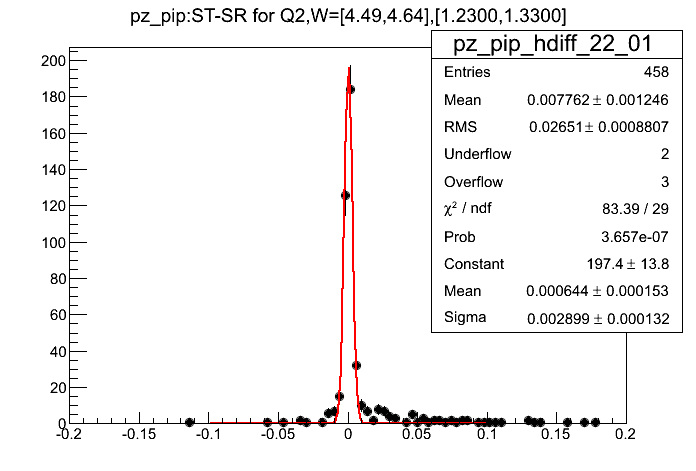 pz_pip:ST-SR for Q2,W=[4.49,4.64],[1.2300,1.3300]
pz_pip_hdiff_22_01
Entries 458
Mean 0.007762 ± 0.001246
RMS 0.02651 ± 0.0008807
Underflow 2
Overflow 3
χ² / ndf 83.39 / 29
Prob 3.657e-07
Constant 197.4 ± 13.8
Mean 0.000644 ± 0.000153
Sigma 0.002899 ± 0.000132
200
180
160
140
120
100
80
60
40
20
0
-0.2 -0.15 -0.1 -0.05 0 0.05 0.1 0.15 0.2